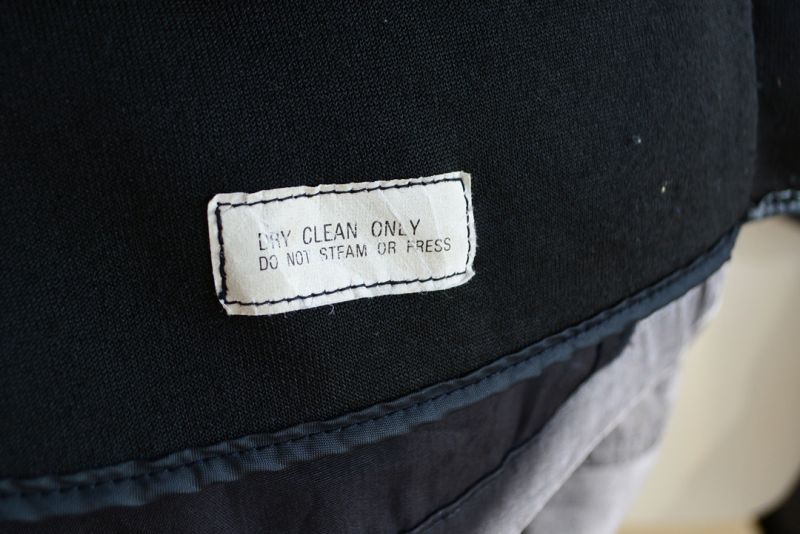 DRY CLEAN ONLY
DO NOT STEAM OR PRESS